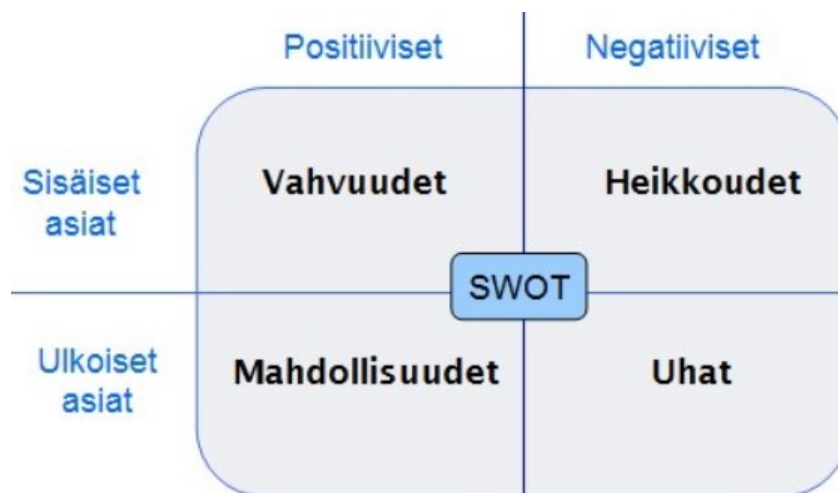 Positiiviset Negatiiviset
Sisäiset
asiat
Vahvuudet Heikkoudet
SWOT
Ulkoiset
asiat
Mahdollisuudet Uhat